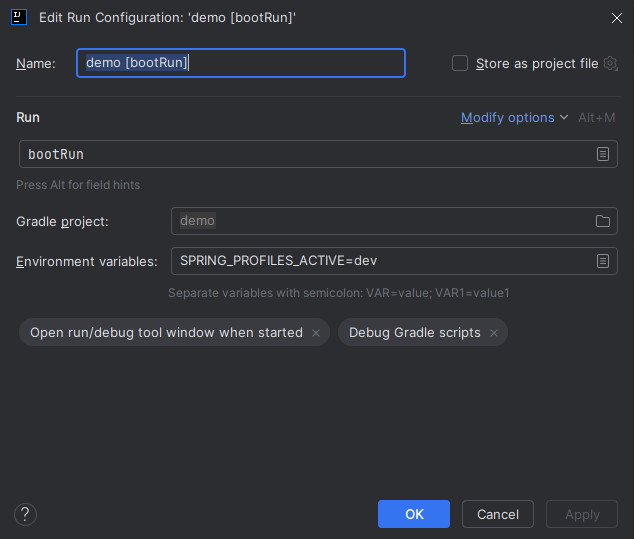 Edit Run Configuration: 'demo [bootRun]'
Name: demo [bootRun] Store as project file
Run Modify options Alt+M
bootRun
Press Alt for field hints
Gradle project: demo
Environment variables: SPRING_PROFILES_ACTIVE=dev
Separate variables with semicolon: VAR=value; VAR1=value1
Open run/debug tool window when started × Debug Gradle scripts ×
? OK Cancel Apply